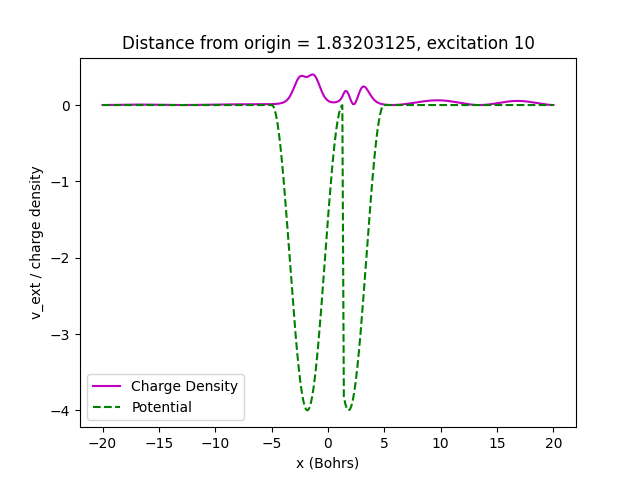 Distance from origin = 1.83203125, excitation 10
v_ext / charge density
0
−1
−2
−3
−4
Charge Density
Potential
−20 −15 −10 −5 0 5 10 15 20
x (Bohrs)